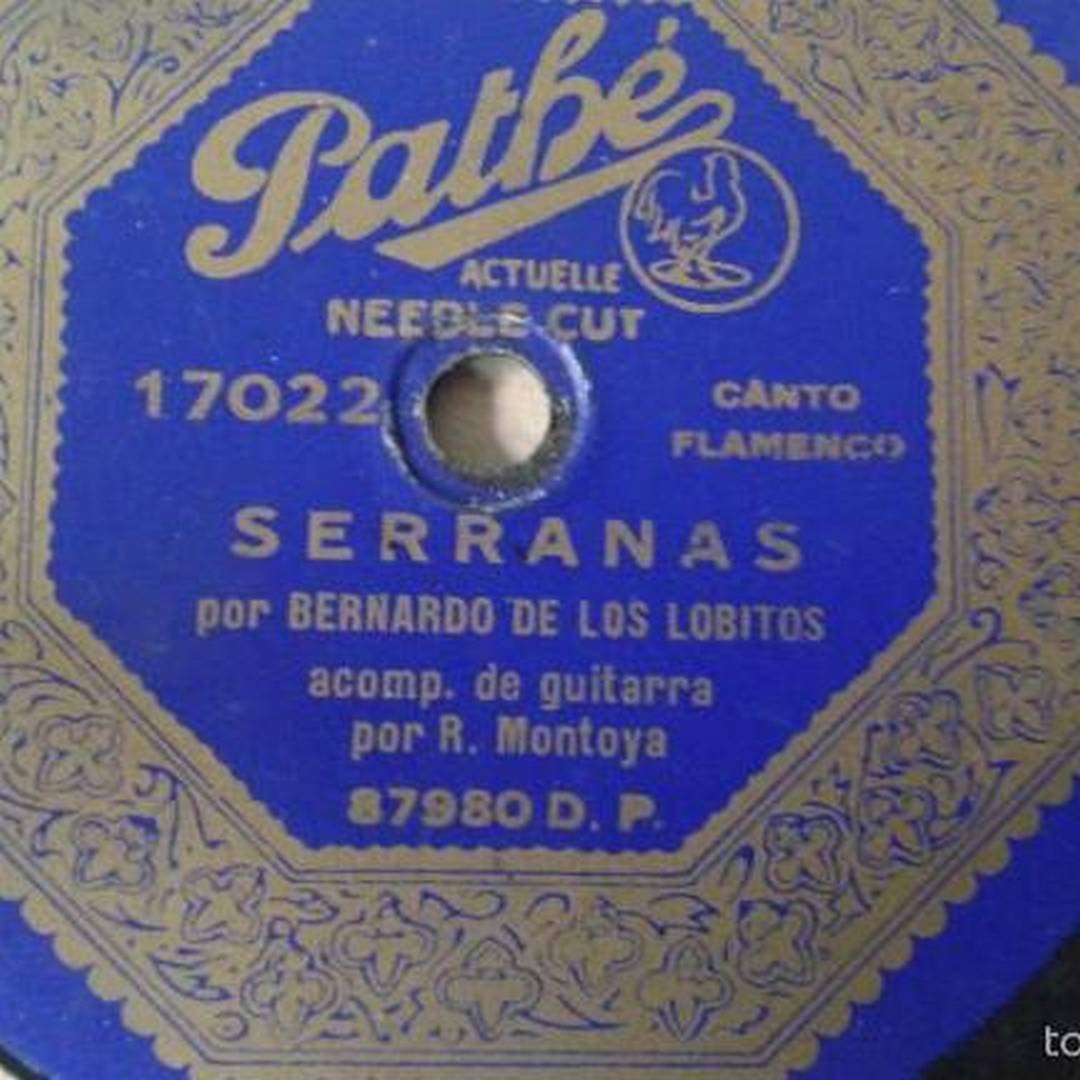 Pathé
ACTUELLE
NEEDLE CUT
17022
CANTO
FLAMENCO
SERRANAS
por BERNARDO DE LOS LOBITOS
acomp. de guitarra
por R. Montoya
87980 D. P.